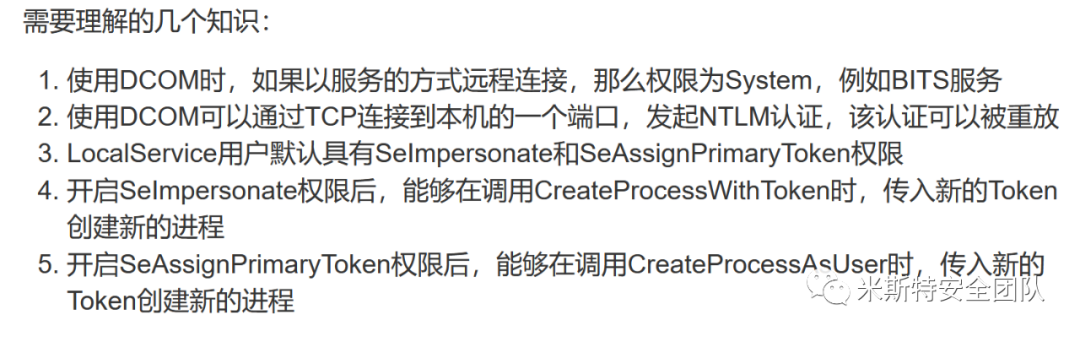 需要理解的几个知识：
1. 使用DCOM时，如果以服务的方式远程连接，那么权限为System，例如BITS服务
2. 使用DCOM可以通过TCP连接到本机的一个端口，发起NTLM认证，该认证可以被重放
3. LocalService用户默认具有SeImpersonate和SeAssignPrimaryToken权限
4. 开启SeImpersonate权限后，能够在调用CreateProcessWithToken时，传入新的Token
创建新的进程
5. 开启SeAssignPrimaryToken权限后，能够在调用CreateProcessAsUser时，传入新的
Token创建新的进程
米斯特安全团队